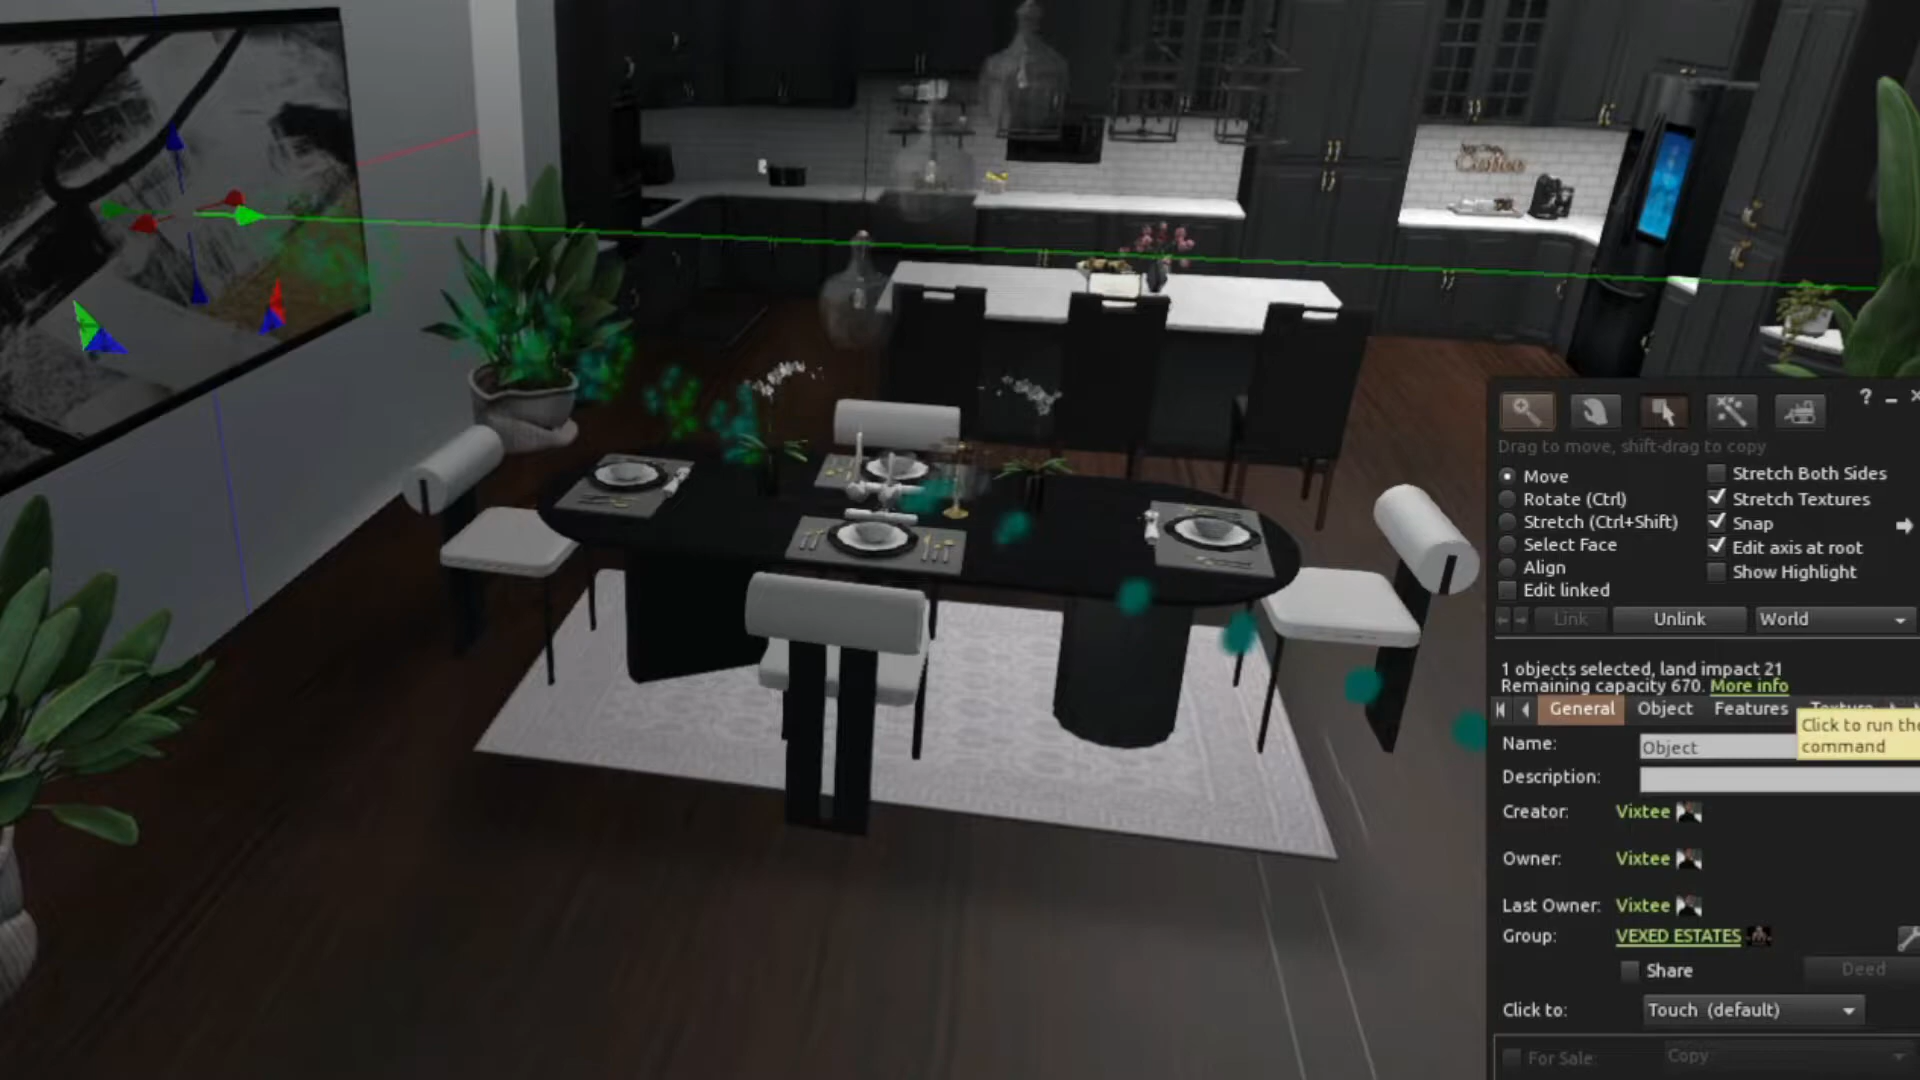 Coffee
?
Drag to move, shift-drag to copy
Move
Stretch Both Sides
Rotate (Ctrl)
Stretch Textures
Stretch (Ctrl+Shift)
Snap
Select Face
Edit axis at root
Align
Show Highlight
Edit linked
Link
Unlink
World
1 objects selected, land impact 21
Remaining capacity 670. More info
General
Object
Features
Texture
Click to run the
command
Name:
Object
Description:
Creator:
Vixtee
Owner:
Vixtee
Last Owner:
Vixtee
Group:
VEXED ESTATES
Share
Deed
Click to:
Touch (default)
For Sale:
Copy